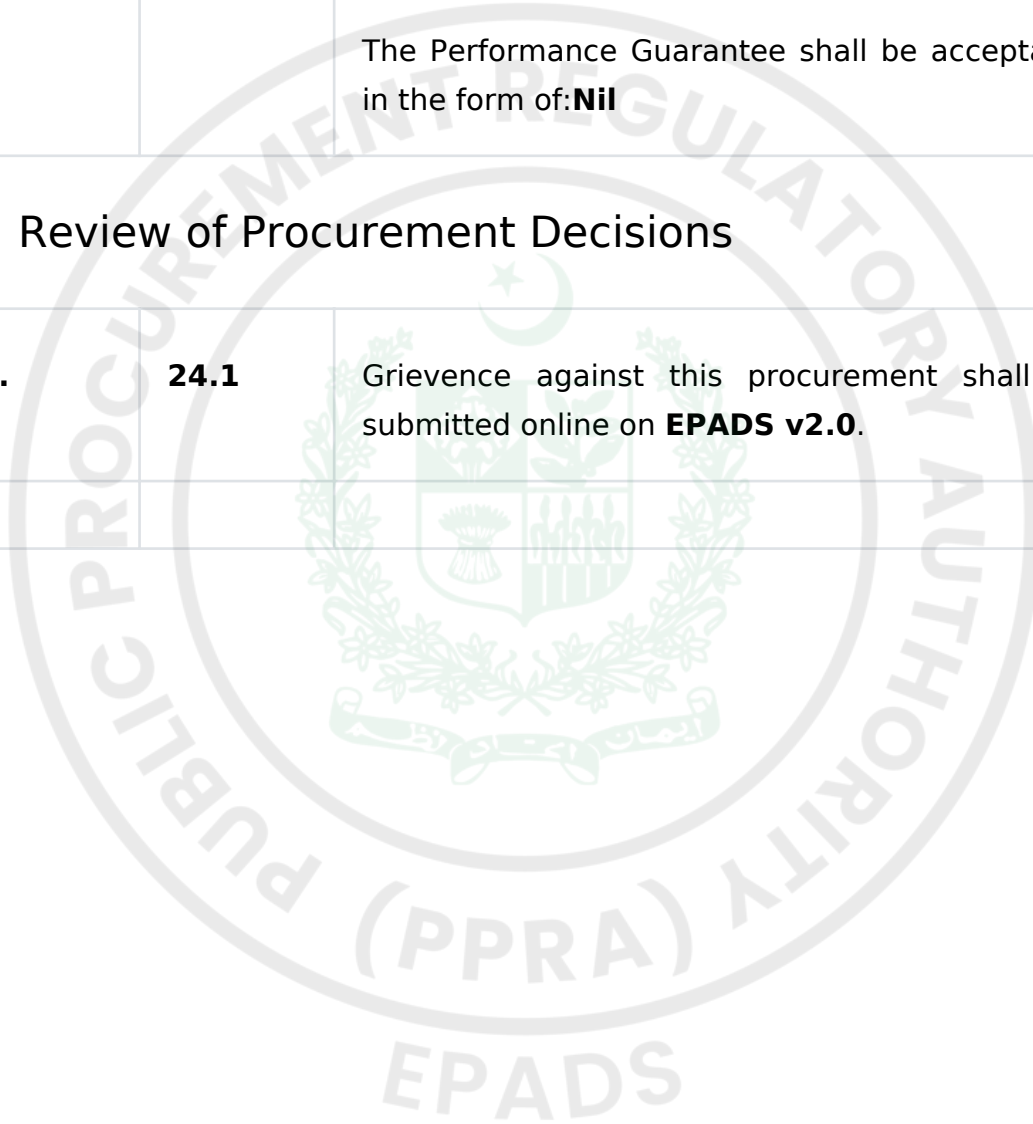 The Performance Guarantee shall be
in the form of:Nil
Review of Procurement Decisions
. 24.1 Grievence against this procurement shall
submitted online on EPADS v2.0.
PUBLIC PROCUREMENT REGULATORY AUTHORITY
(PPRA)
EPADS